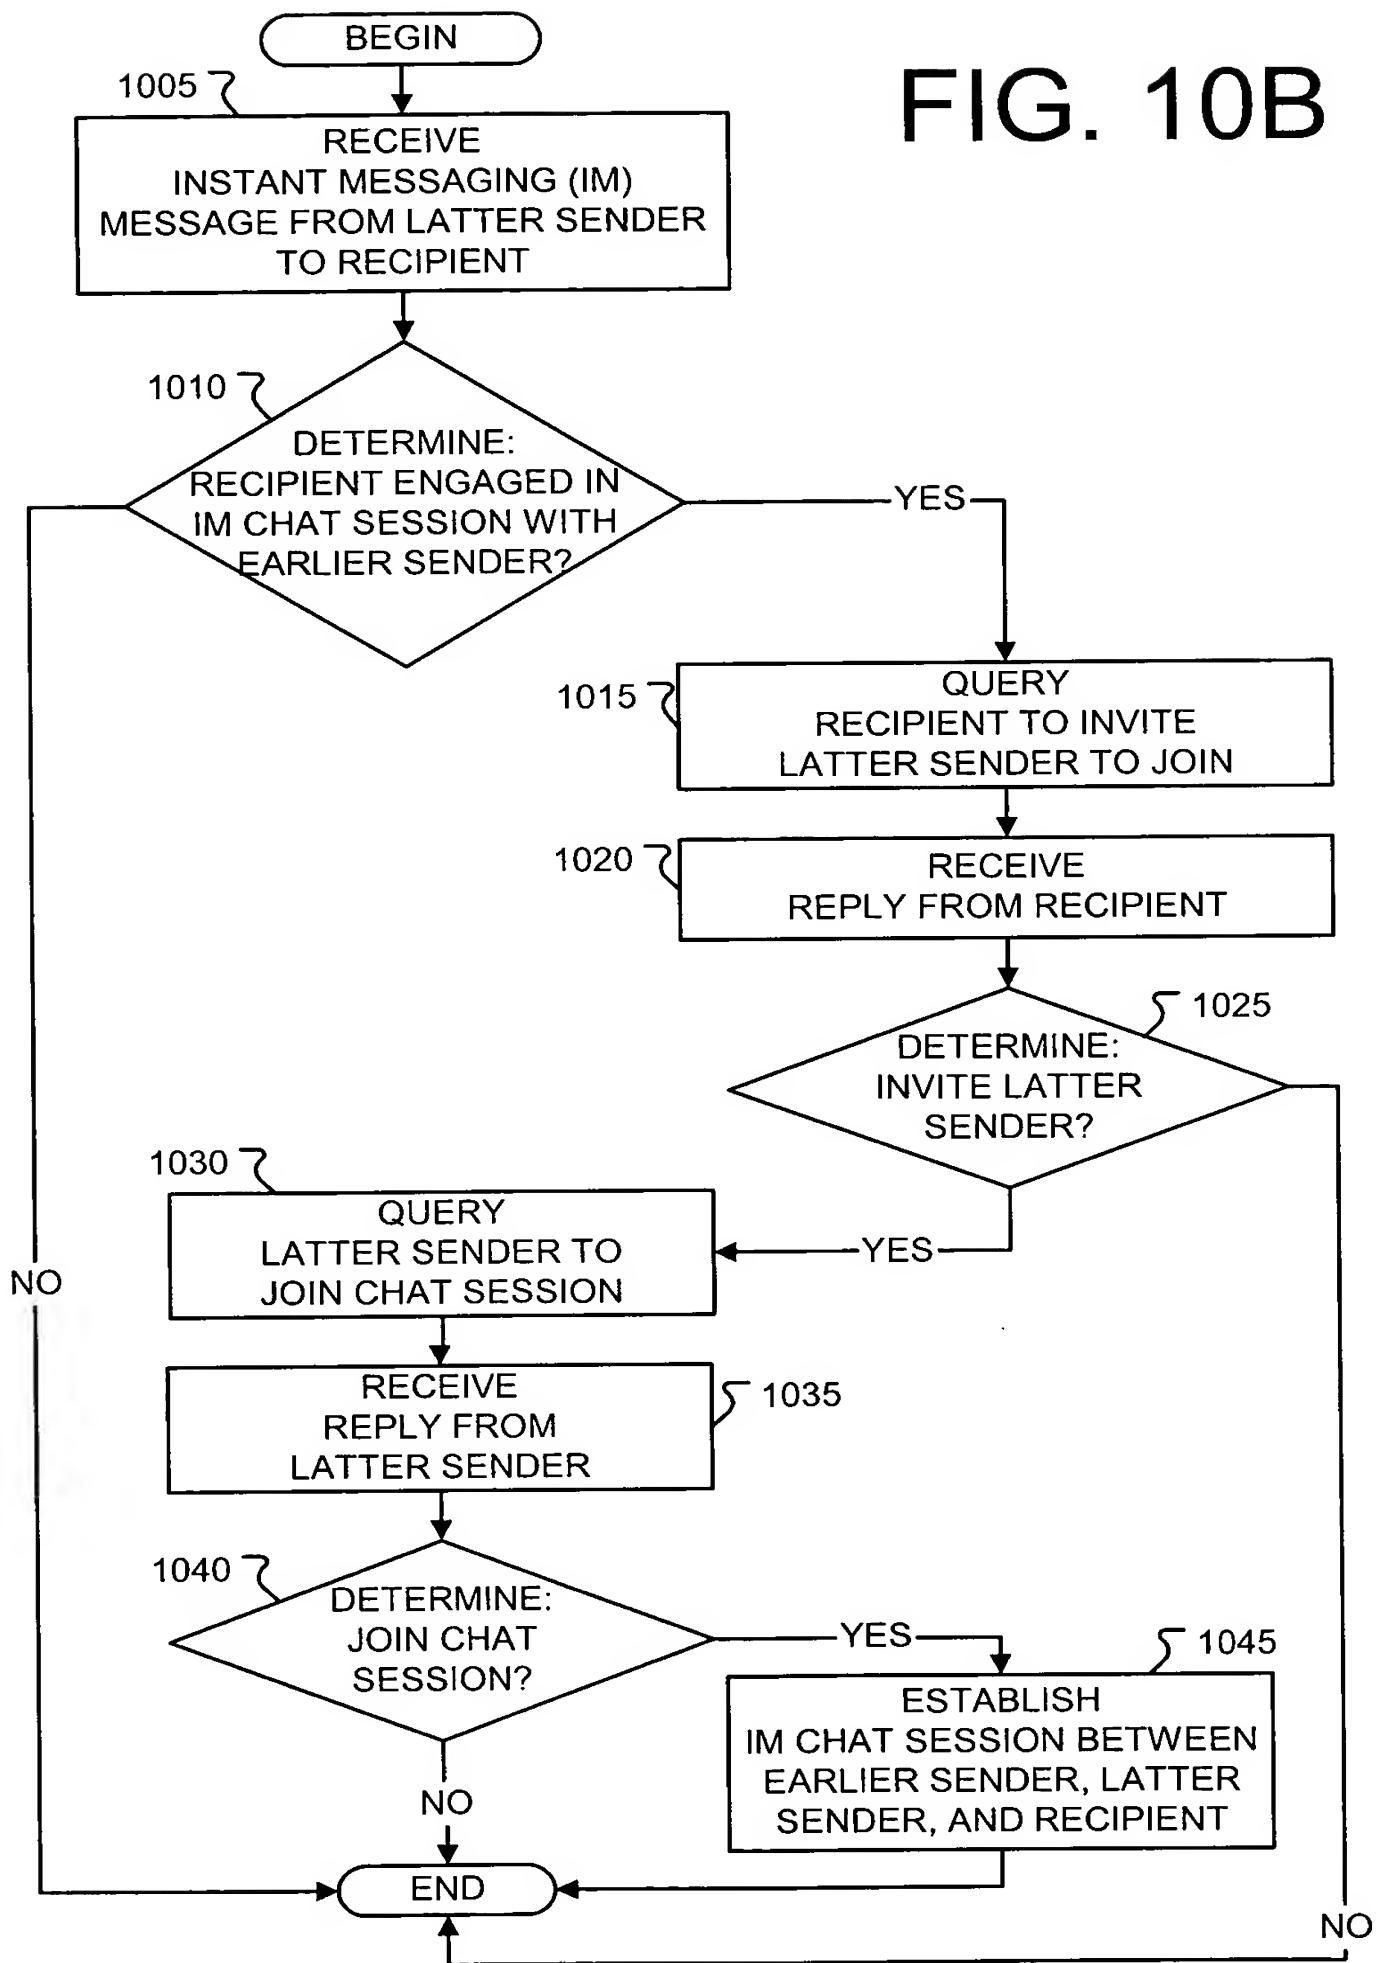 BEGIN
FIG. 10B
1005
RECEIVE
INSTANT MESSAGING (IM)
MESSAGE FROM LATTER SENDER
TO RECIPIENT
1010
DETERMINE:
RECIPIENT ENGAGED IN
IM CHAT SESSION WITH
EARLIER SENDER?
YES
1015
QUERY
RECIPIENT TO INVITE
LATTER SENDER TO JOIN
1020
RECEIVE
REPLY FROM RECIPIENT
1025
DETERMINE:
INVITE LATTER
SENDER?
1030
QUERY
LATTER SENDER TO
JOIN CHAT SESSION
YES
NO
RECEIVE
REPLY FROM
LATTER SENDER
1035
1040
DETERMINE:
JOIN CHAT
SESSION?
YES
1045
ESTABLISH
IM CHAT SESSION BETWEEN
EARLIER SENDER, LATTER
SENDER, AND RECIPIENT
NO
END
NO